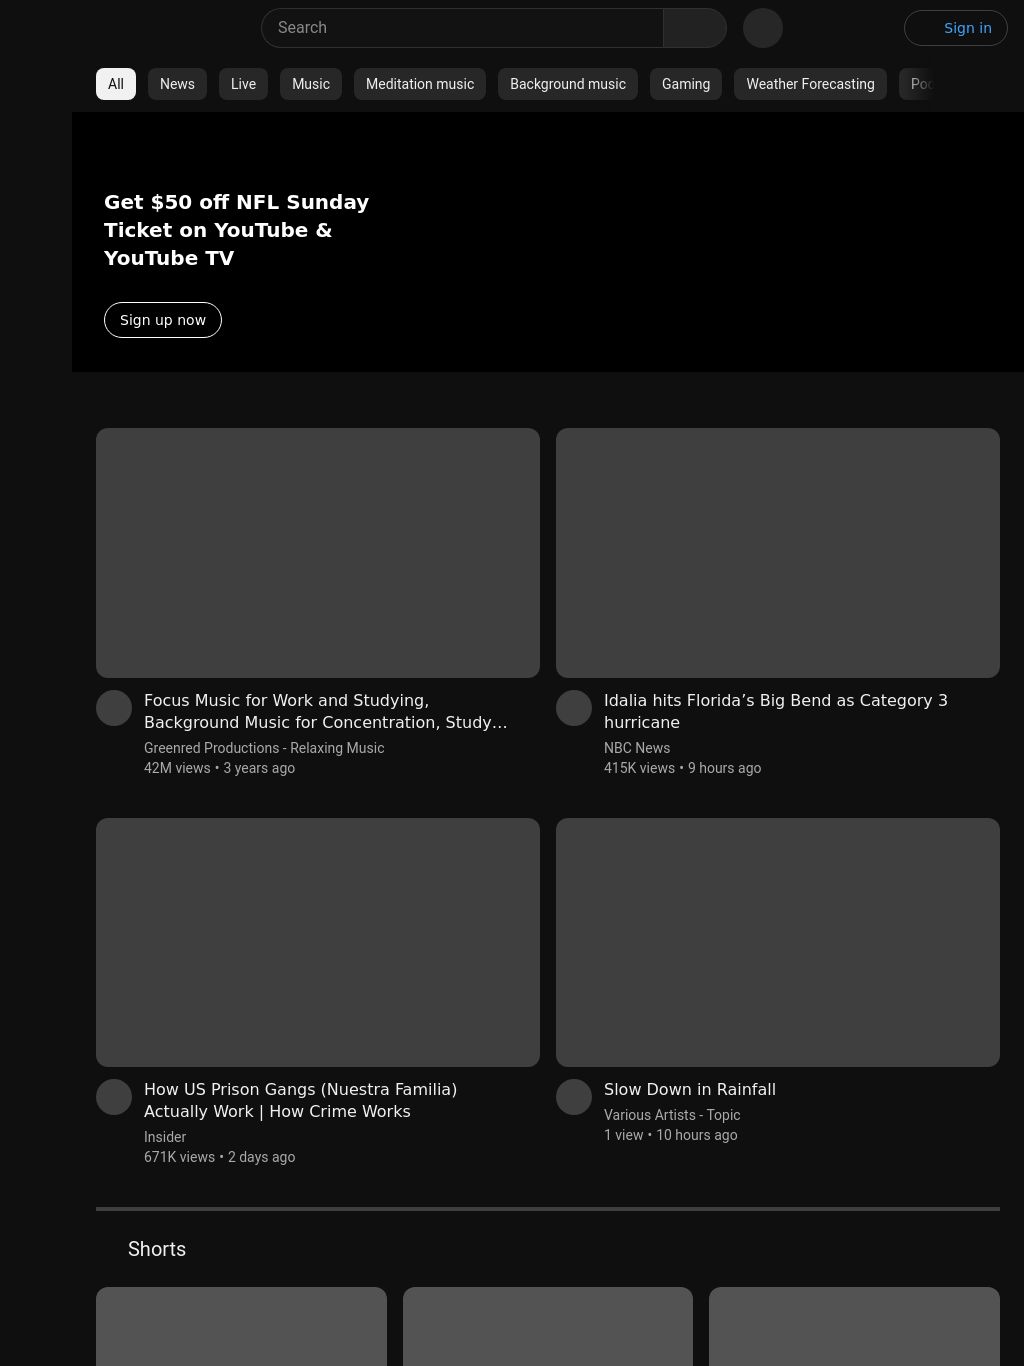 Search
Sign in
All
News
Live
Music
Meditation music
Background music
Gaming
Weather Forecasting
Get $50 off NFL Sunday
Ticket on YouTube &
YouTube TV
Sign up now
Focus Music for Work and Studying,
Background Music for Concentration, Study…
Greenred Productions - Relaxing Music
42M views • 3 years ago
Idalia hits Florida’s Big Bend as Category 3
hurricane
NBC News
415K views • 9 hours ago
How US Prison Gangs (Nuestra Familia)
Actually Work | How Crime Works
Insider
671K views • 2 days ago
Slow Down in Rainfall
Various Artists - Topic
1 view • 10 hours ago
Shorts